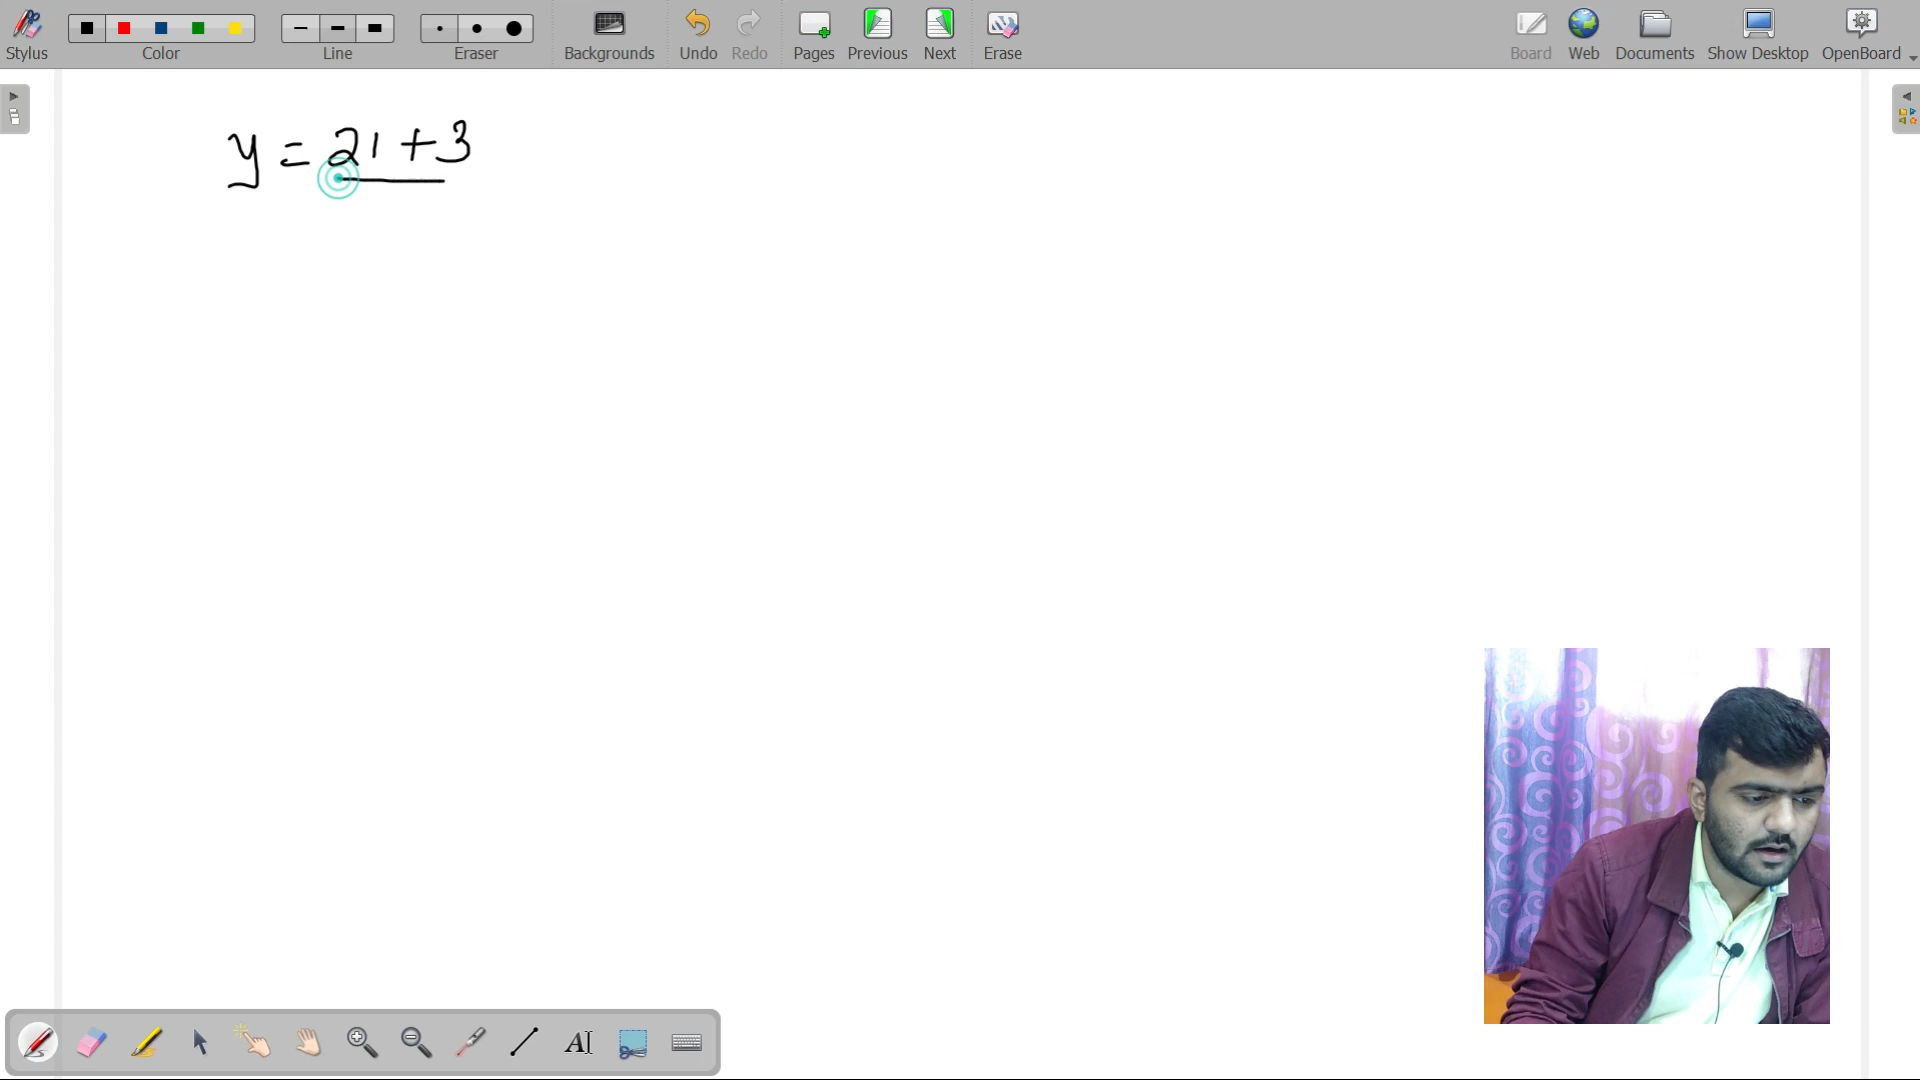 Stylus Color Line Eraser Backgrounds Undo Redo Pages Previous Next Erase Board Web Documents Show Desktop OpenBoard
y = 21 + 3
AI